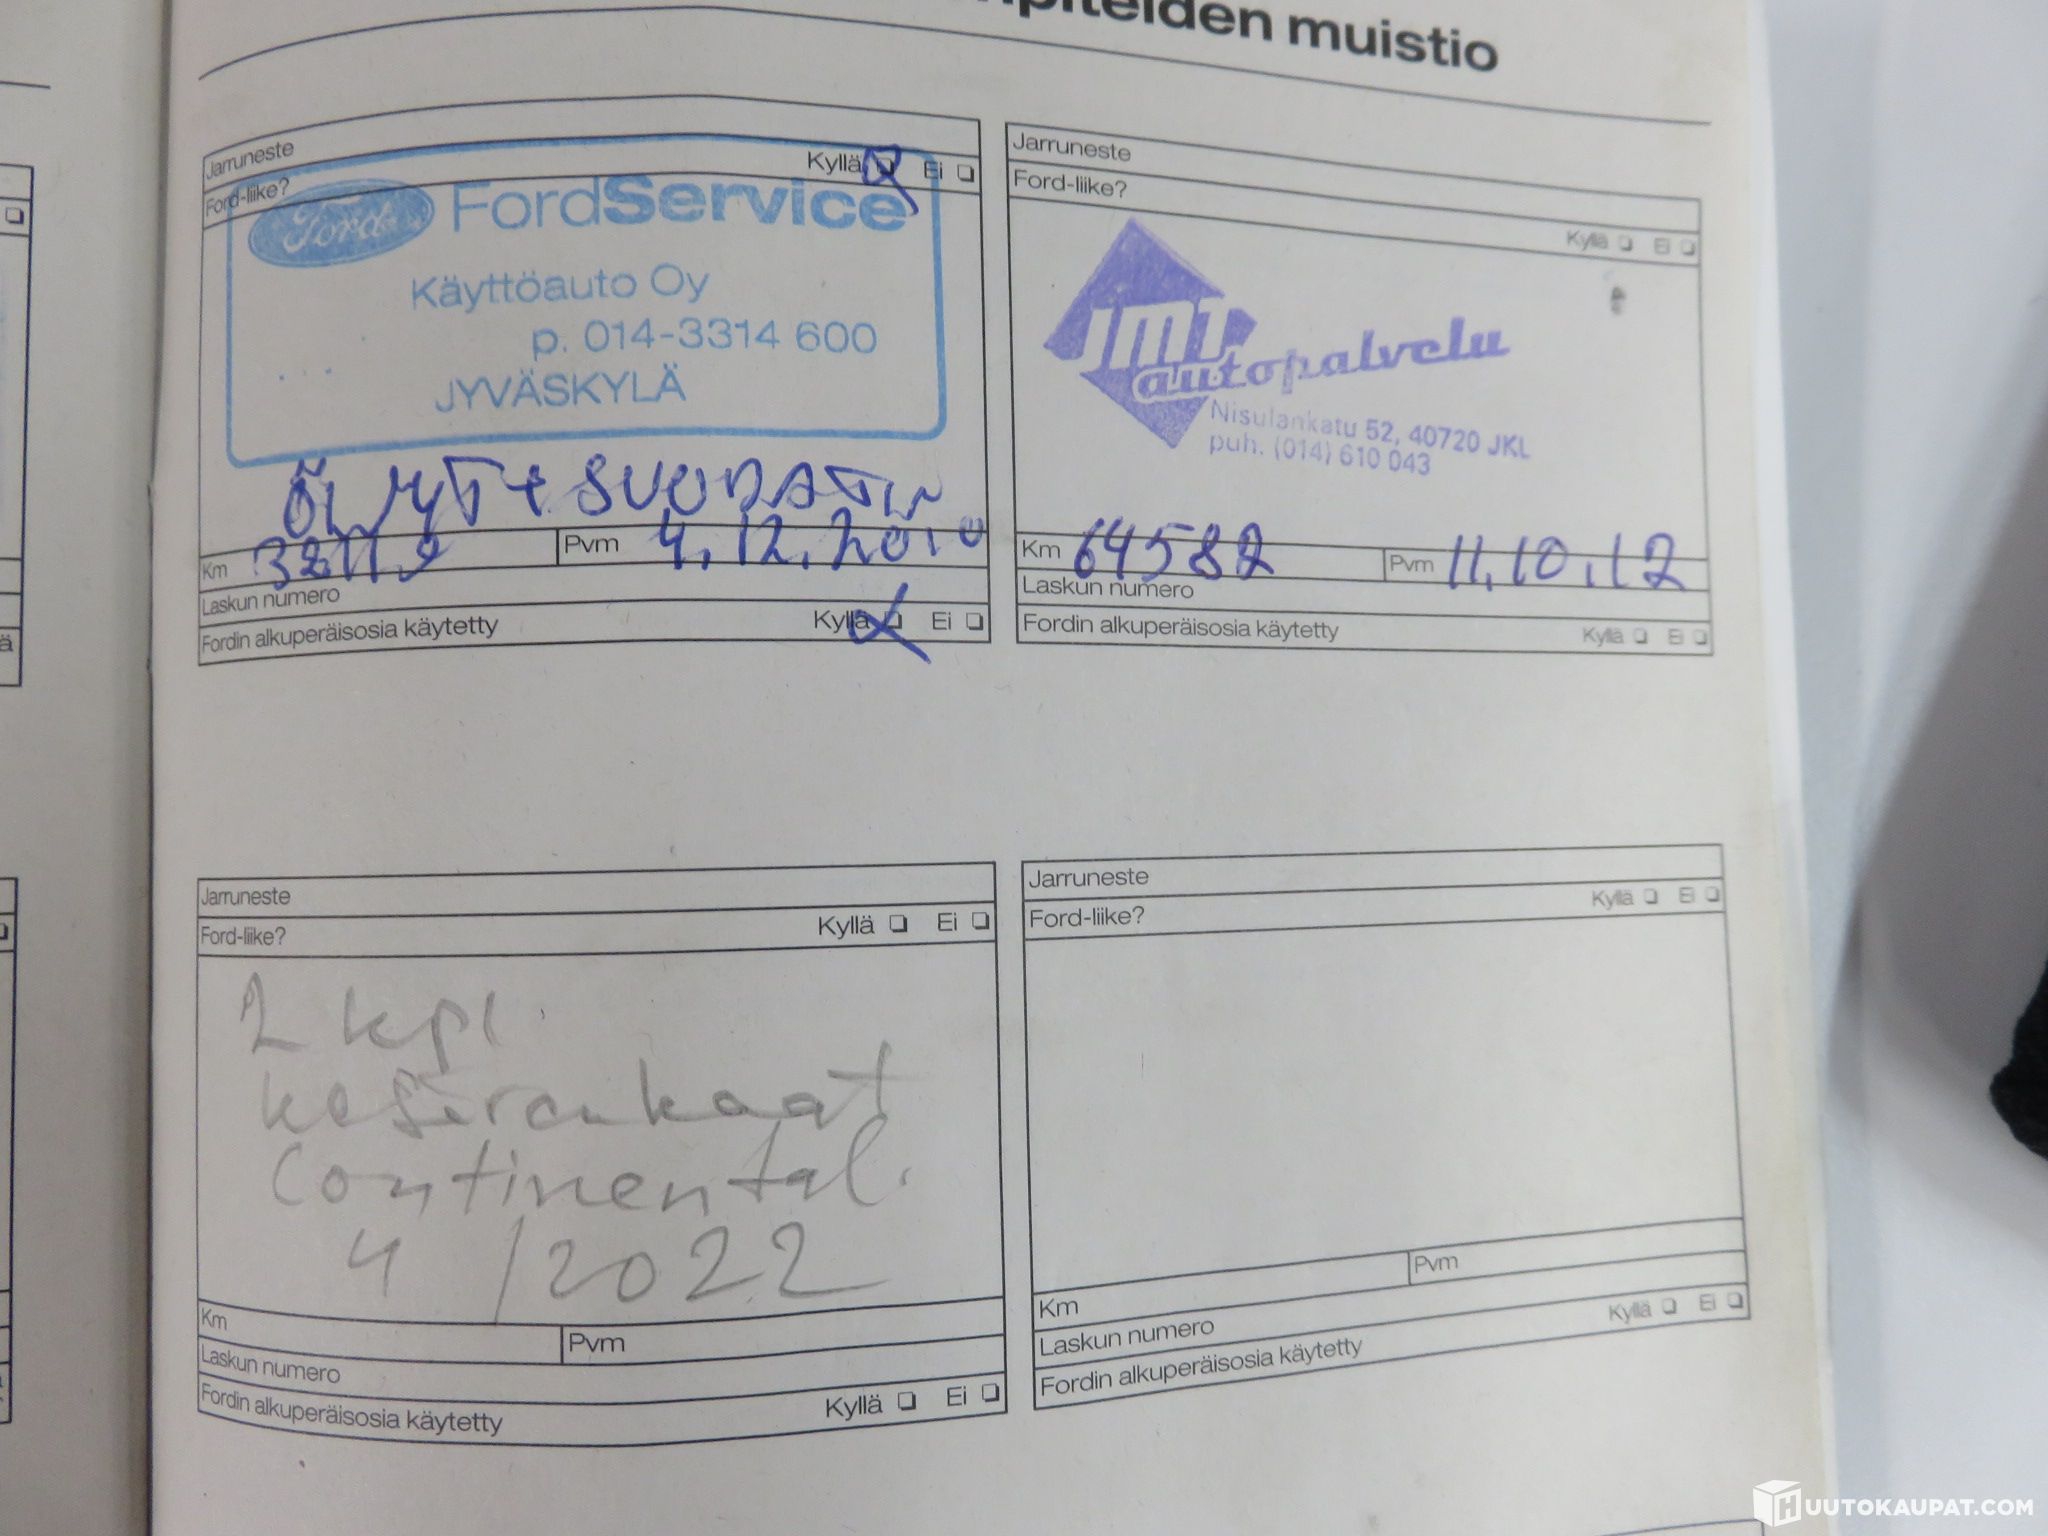 muistio
Jarruneste
Ford-liike? Kyllä Ei
Ford FordService
Käyttöauto Oy
p. 014-3314 600
JYVÄSKYLÄ
ÖLJYT + SUODATIN
Km Pvm 4.12.2010
Laskun numero
Fordin alkuperäisosia käytetty Kyllä Ei
Jarruneste
Ford-liike? Kyllä Ei
autopalvelu
Nisulankatu 52, 40720 JKL
puh. (014) 610 043
Km 64582 Pvm 11.10.12
Laskun numero
Fordin alkuperäisosia käytetty Kyllä Ei
Jarruneste
Ford-liike? Kyllä Ei
2 kpl.
kesärenkaat
Continental.
4/2022
Km Pvm
Laskun numero
Fordin alkuperäisosia käytetty Kyllä Ei
Jarruneste
Ford-liike? Kyllä Ei
Km Pvm
Laskun numero
Fordin alkuperäisosia käytetty Kyllä Ei
HUUTOKAUPAT.COM